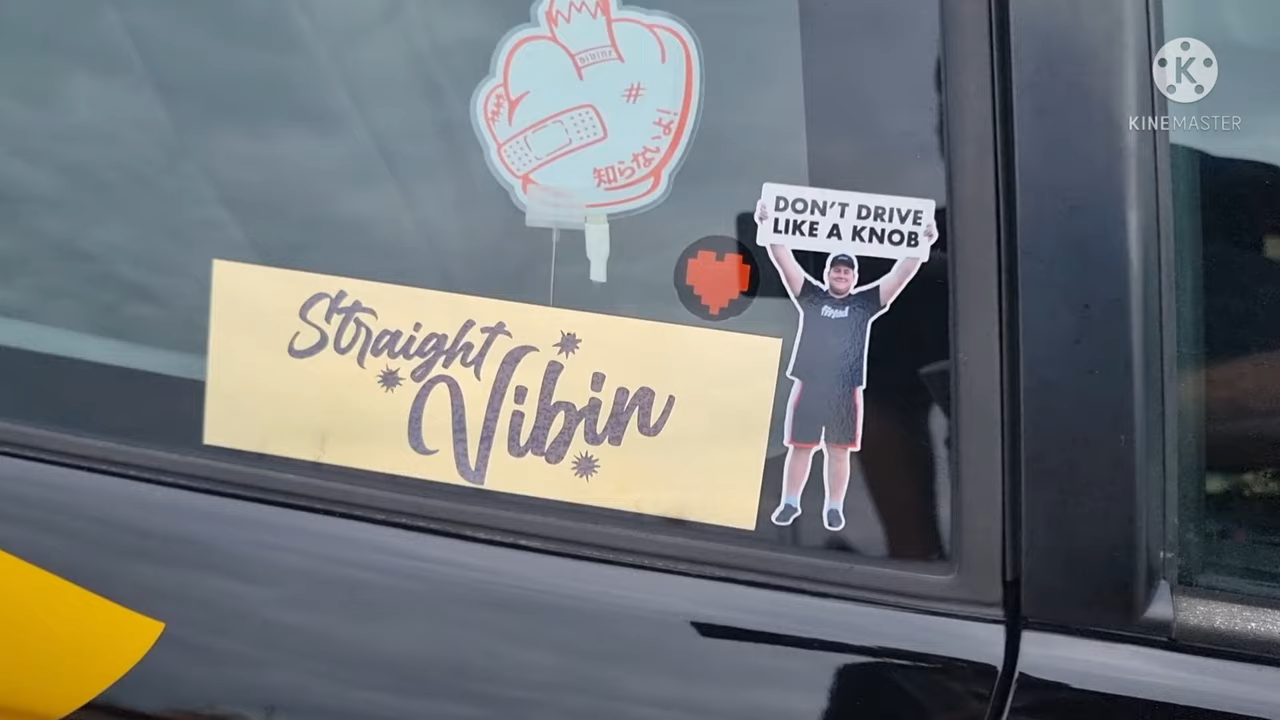 #
知らないよ!
K
KINEMASTER
DON'T DRIVE
LIKE A KNOB
Straight
Vibin